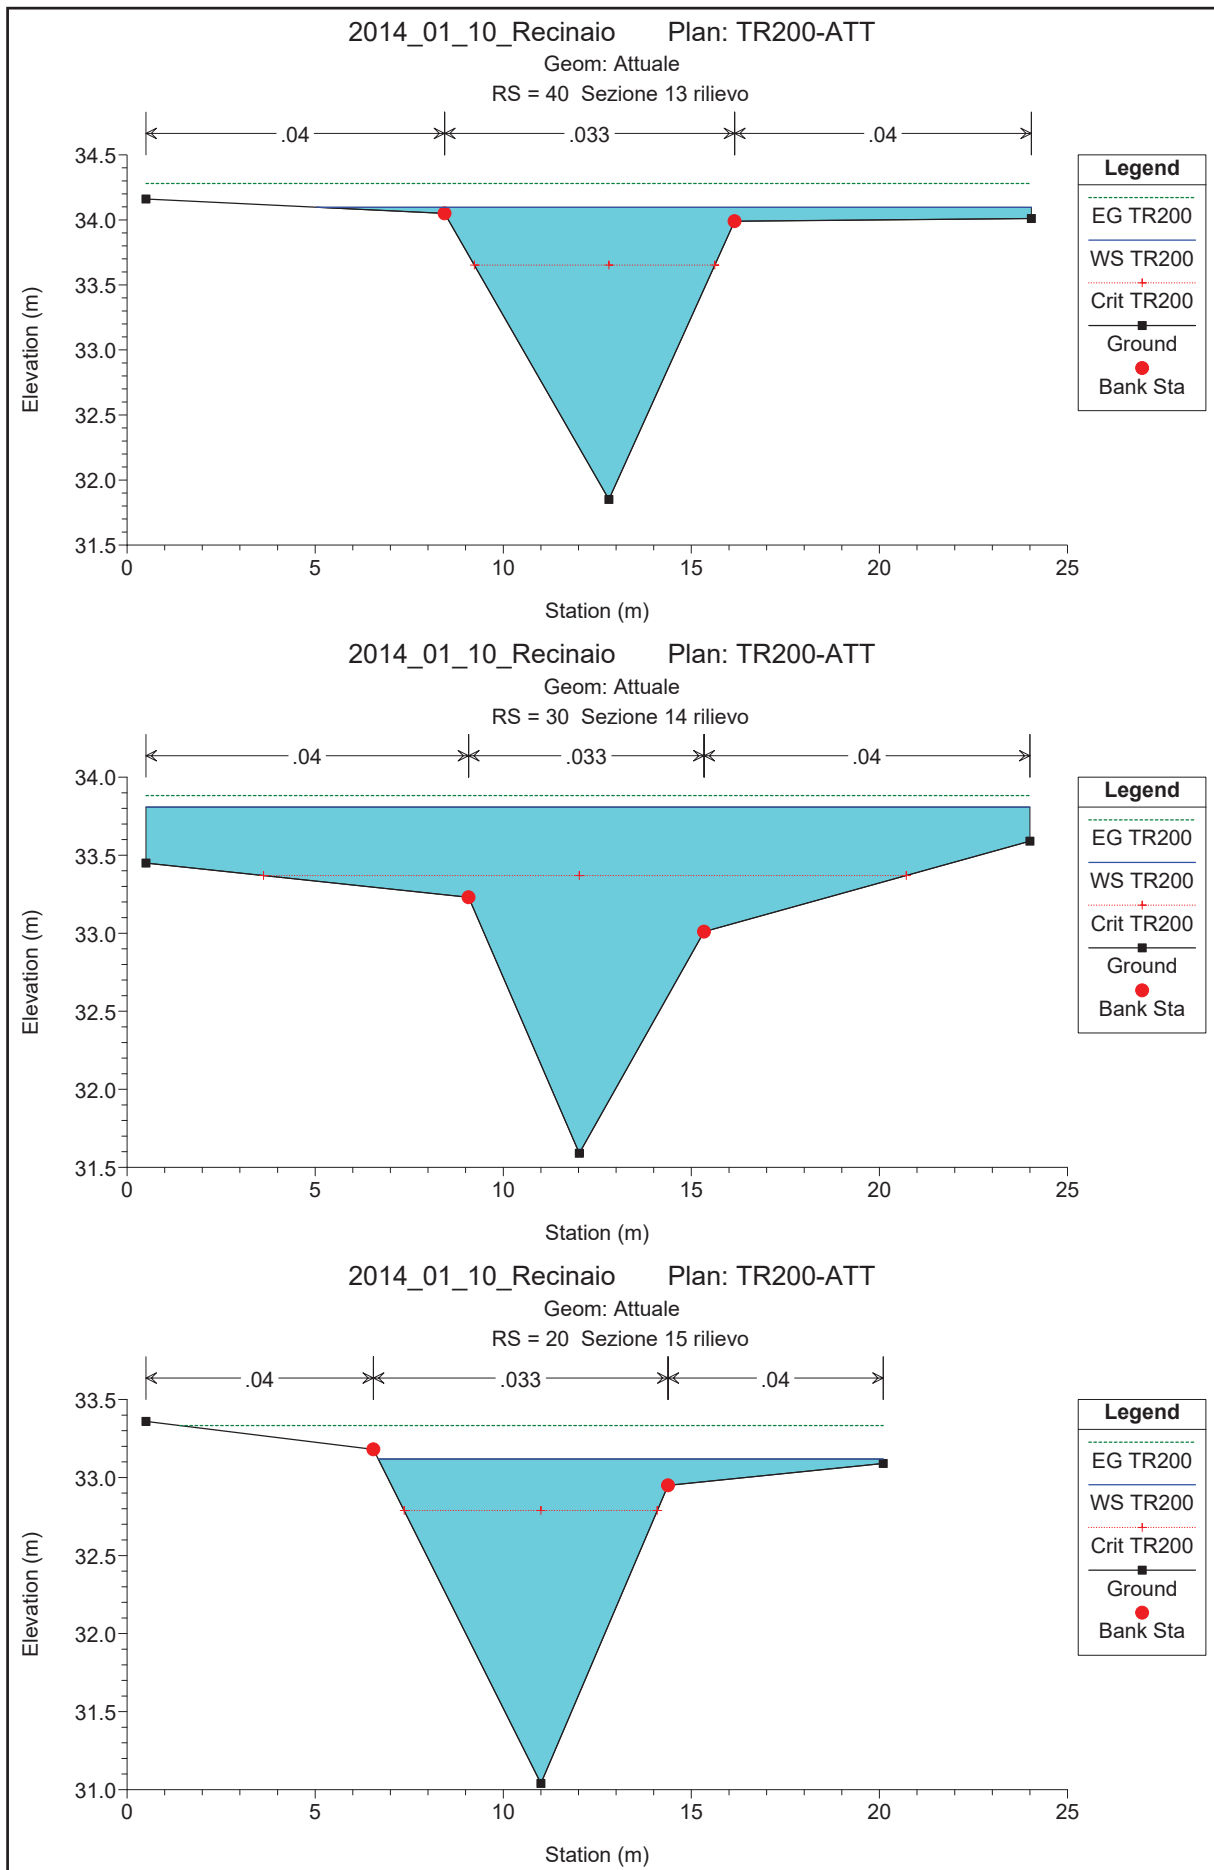 2014_01_10_Recinaio Plan: TR200-ATT
Geom: Attuale
RS = 40 Sezione 13 rilievo
.04 .033 .04
34.5
34.0
33.5
33.0
32.5
32.0
31.5
Elevation (m)
0 5 10 15 20 25
Station (m)
Legend
EG TR200
WS TR200
Crit TR200
Ground
Bank Sta
2014_01_10_Recinaio Plan: TR200-ATT
Geom: Attuale
RS = 30 Sezione 14 rilievo
.04 .033 .04
34.0
33.5
33.0
32.5
32.0
31.5
Elevation (m)
0 5 10 15 20 25
Station (m)
Legend
EG TR200
WS TR200
Crit TR200
Ground
Bank Sta
2014_01_10_Recinaio Plan: TR200-ATT
Geom: Attuale
RS = 20 Sezione 15 rilievo
.04 .033 .04
33.5
33.0
32.5
32.0
31.5
31.0
Elevation (m)
0 5 10 15 20 25
Station (m)
Legend
EG TR200
WS TR200
Crit TR200
Ground
Bank Sta